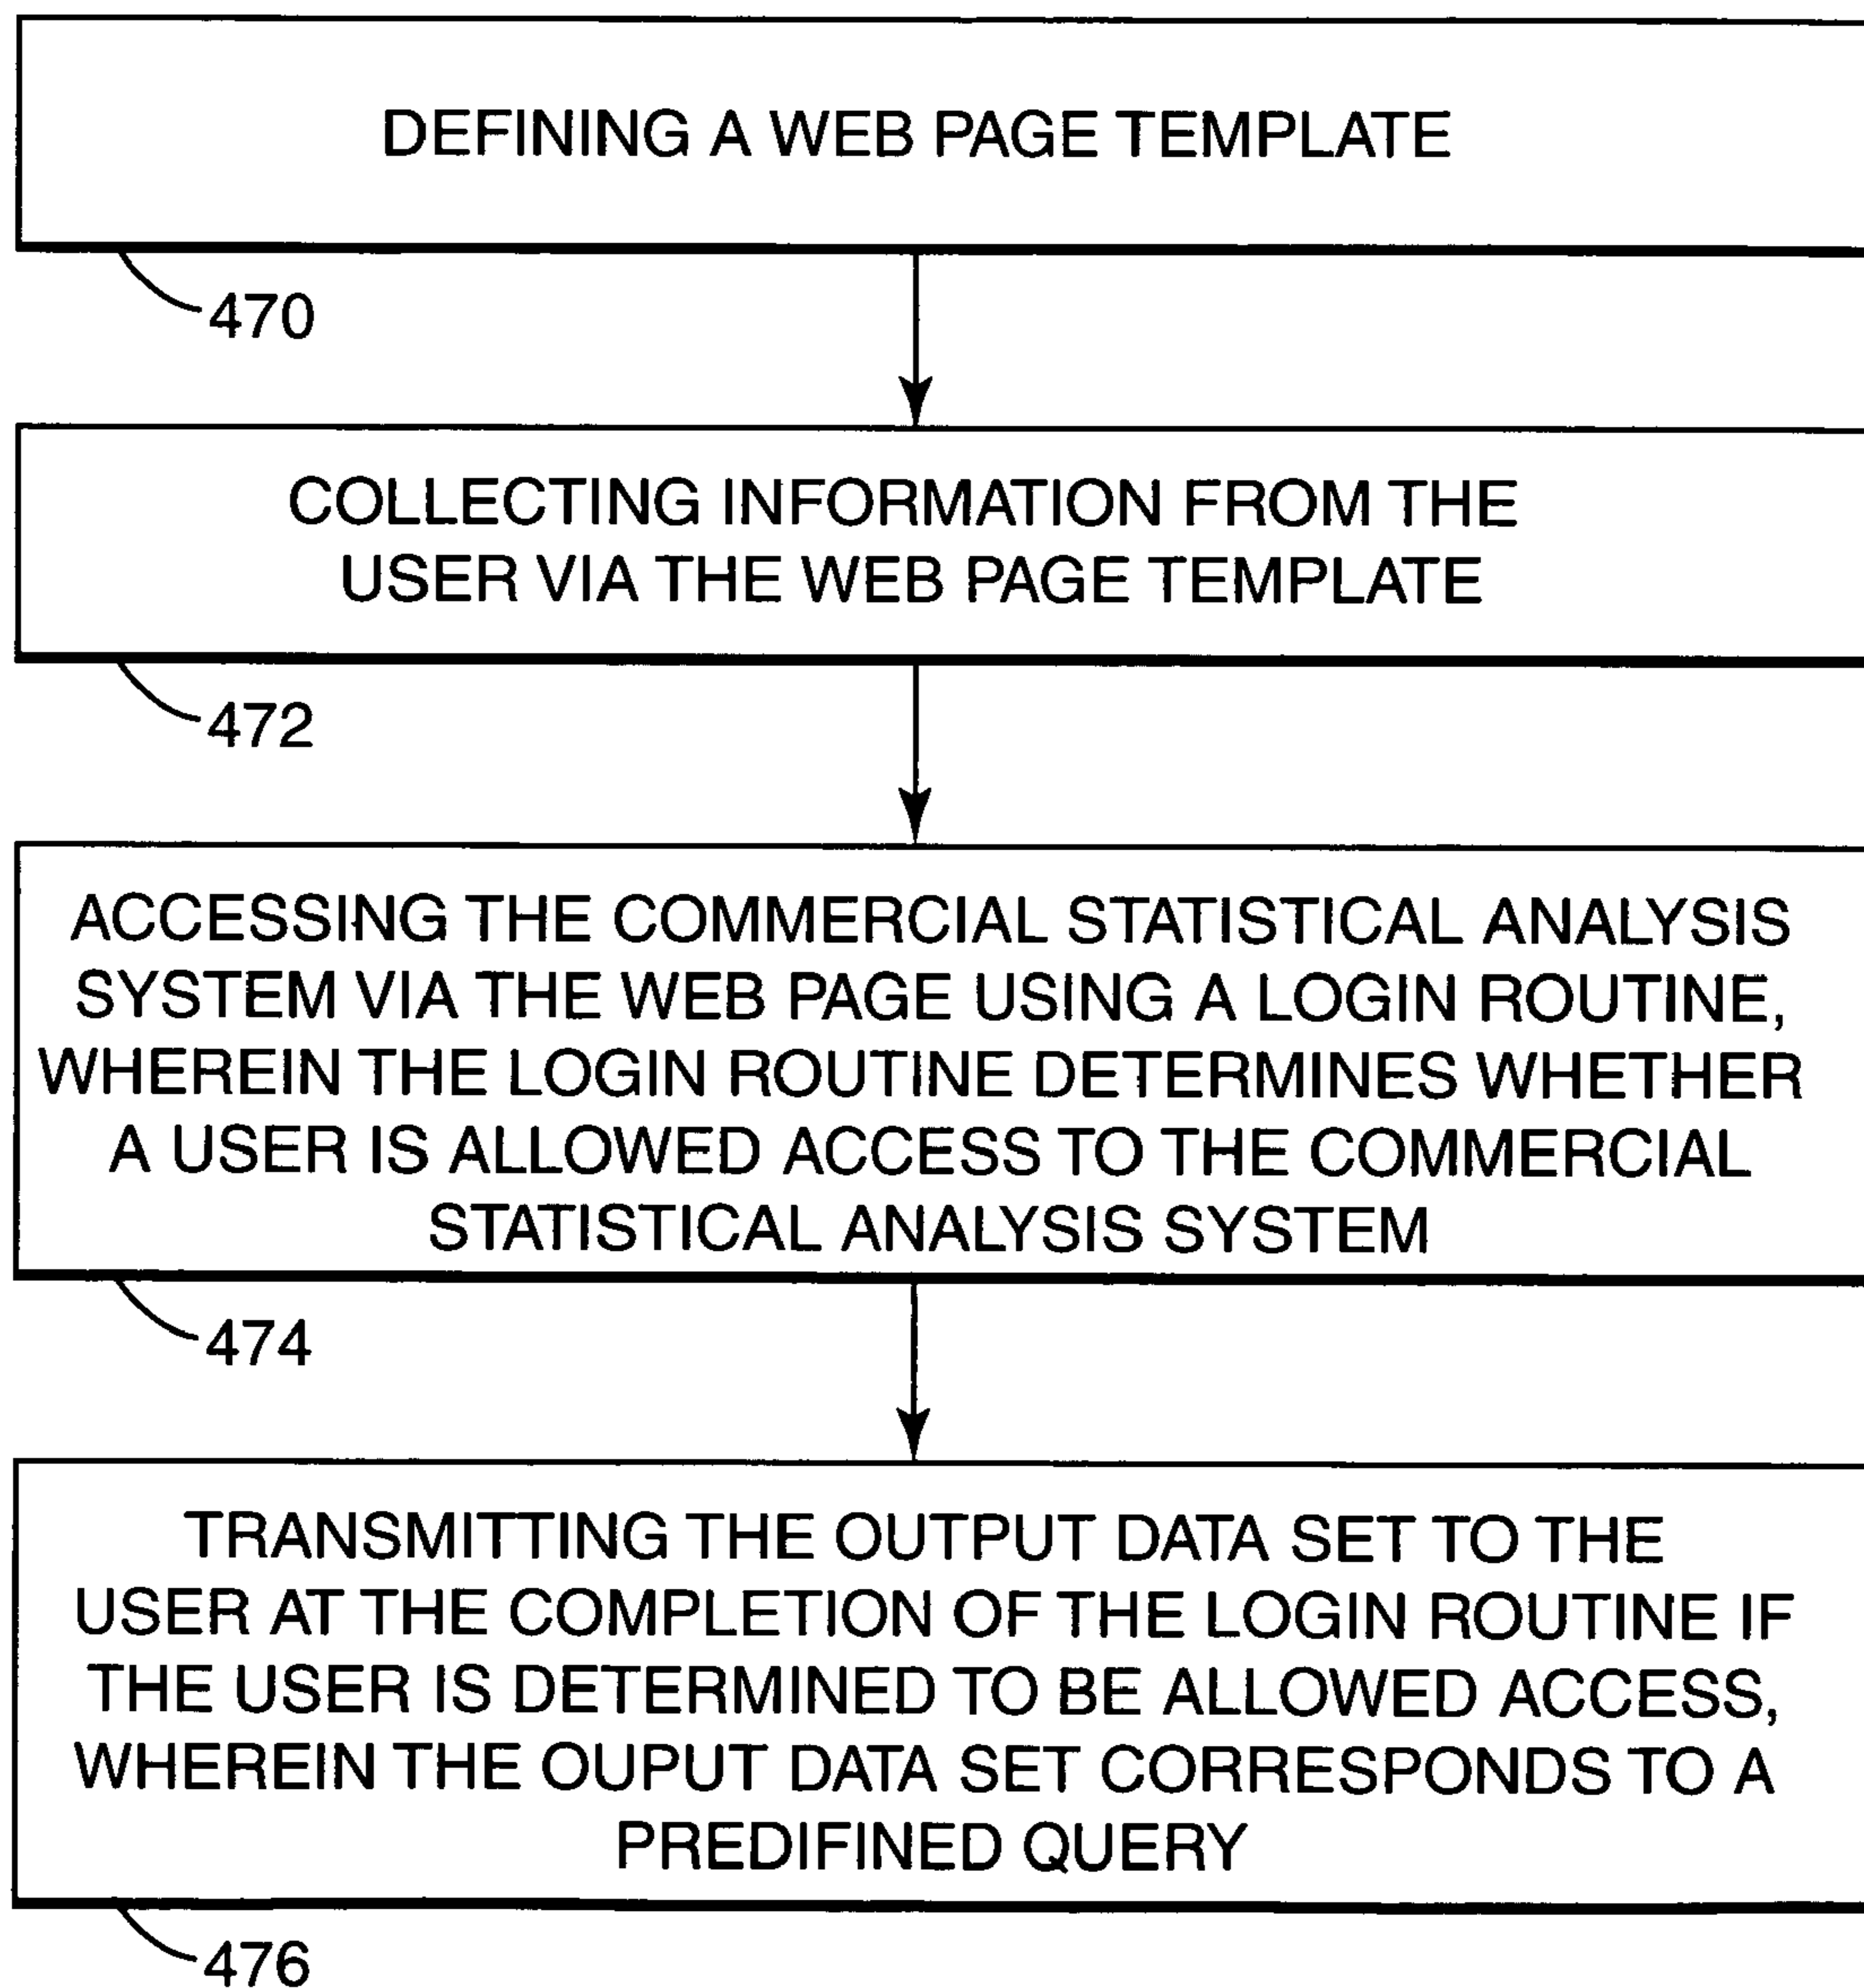 DEFINING A WEB PAGE TEMPLATE
470
COLLECTING INFORMATION FROM THE
USER VIA THE WEB PAGE TEMPLATE
472
ACCESSING THE COMMERCIAL STATISTICAL ANALYSIS
SYSTEM VIA THE WEB PAGE USING A LOGIN ROUTINE,
WHEREIN THE LOGIN ROUTINE DETERMINES WHETHER
A USER IS ALLOWED ACCESS TO THE COMMERCIAL
STATISTICAL ANALYSIS SYSTEM
474
TRANSMITTING THE OUTPUT DATA SET TO THE
USER AT THE COMPLETION OF THE LOGIN ROUTINE IF
THE USER IS DETERMINED TO BE ALLOWED ACCESS,
WHEREIN THE OUPUT DATA SET CORRESPONDS TO A
PREDIFINED QUERY
476